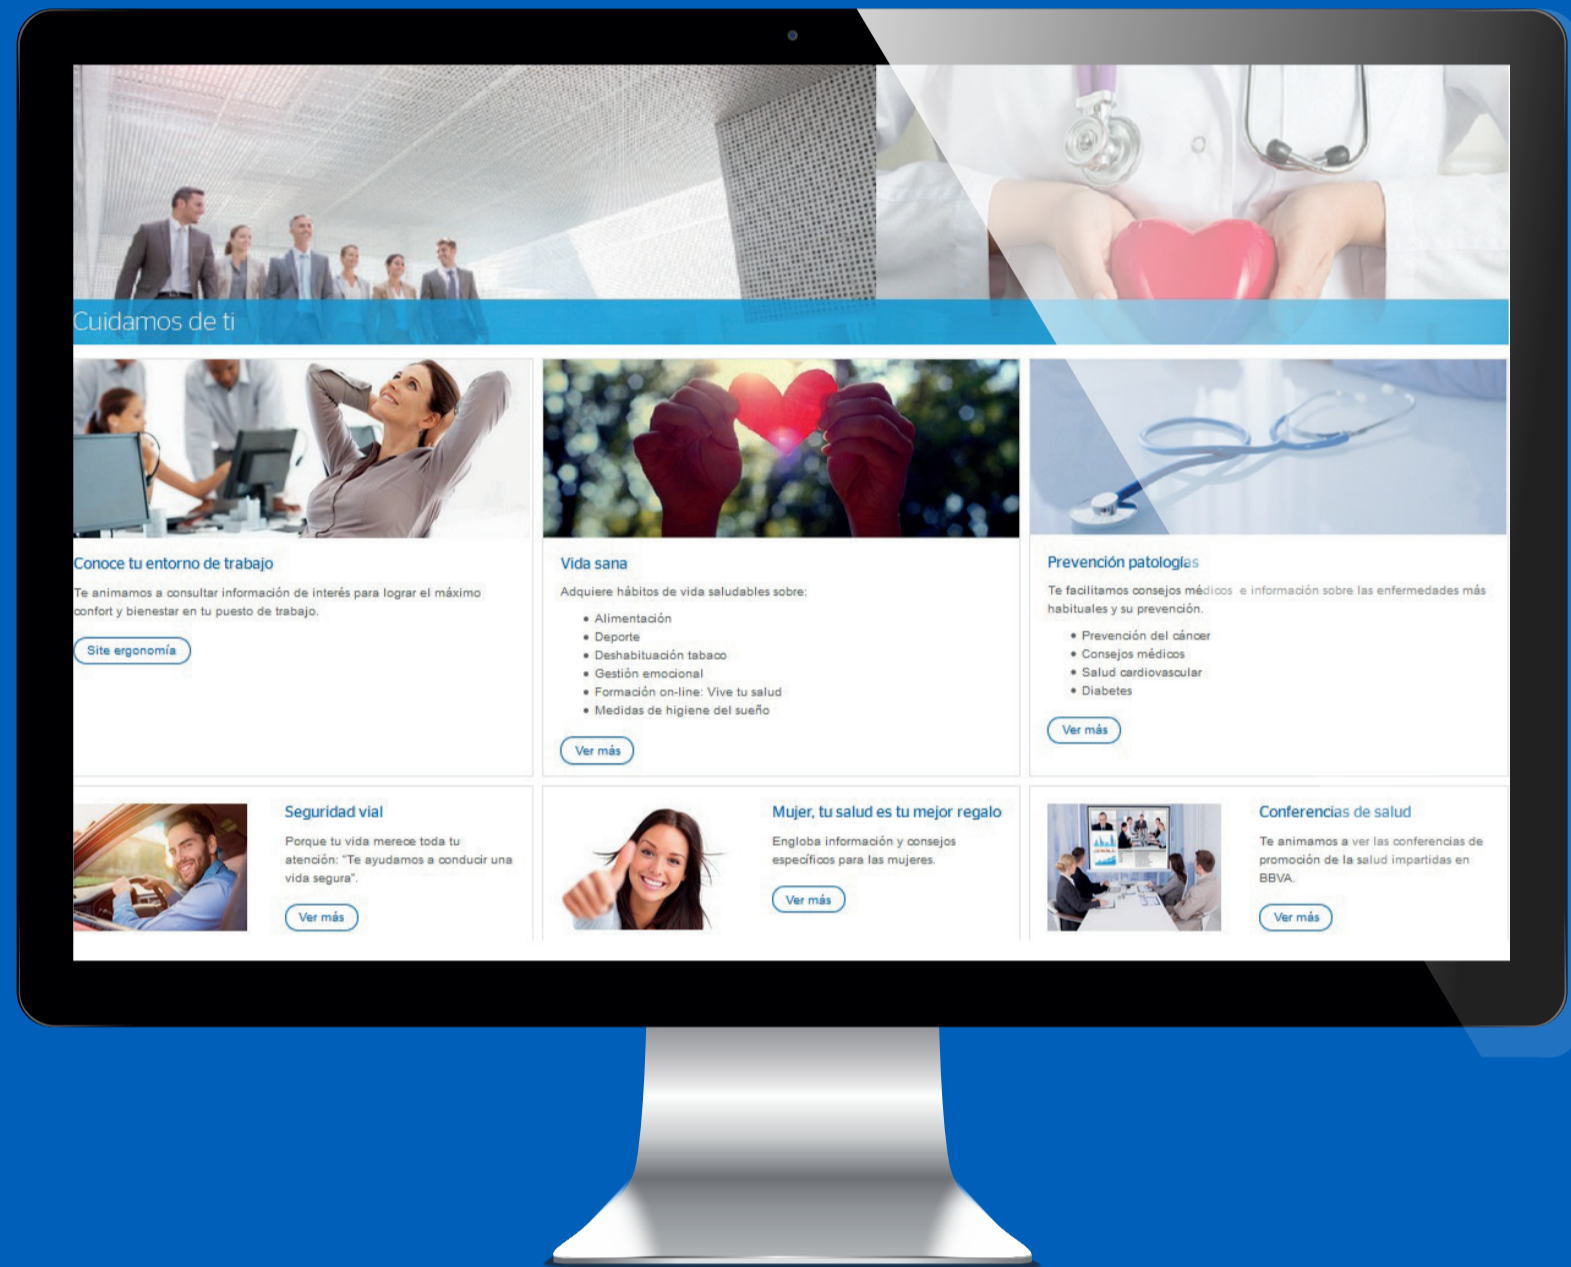 Cuidamos de ti
Conoce tu entorno de trabajo
Te animamos a consultar información de interés para lograr el máximo
confort y bienestar en tu puesto de trabajo.
Site ergonomía
Vida sana
Adquiere hábitos de vida saludables sobre:
• Alimentación
• Deporte
• Deshabituación tabaco
• Gestión emocional
• Formación on-line: Vive tu salud
• Medidas de higiene del sueño
Ver más
Prevención patologías
Te facilitamos consejos médicos e información sobre las enfermedades más
habituales y su prevención.
• Prevención del cáncer
• Consejos médicos
• Salud cardiovascular
• Diabetes
Ver más
Seguridad vial
Porque tu vida merece toda tu
atención: "Te ayudamos a conducir una
vida segura".
Ver más
Mujer, tu salud es tu mejor regalo
Engloba información y consejos
específicos para las mujeres.
Ver más
Conferencias de salud
Te animamos a ver las conferencias de
promoción de la salud impartidas en
BBVA.
Ver más